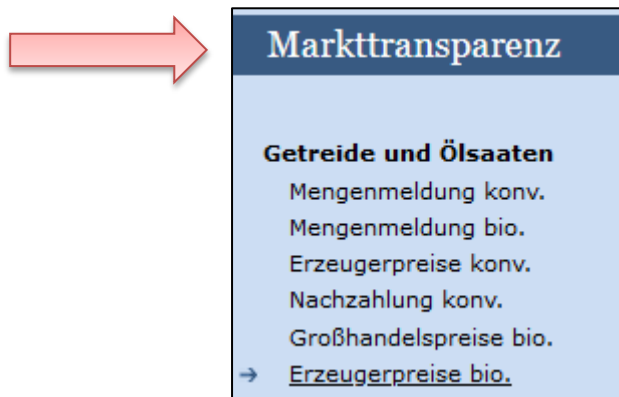 Markttransparenz
Getreide und Ölsaaten
Mengenmeldung konv.
Mengenmeldung bio.
Erzeugerpreise konv.
Nachzahlung konv.
Großhandelspreise bio.
→ Erzeugerpreise bio.